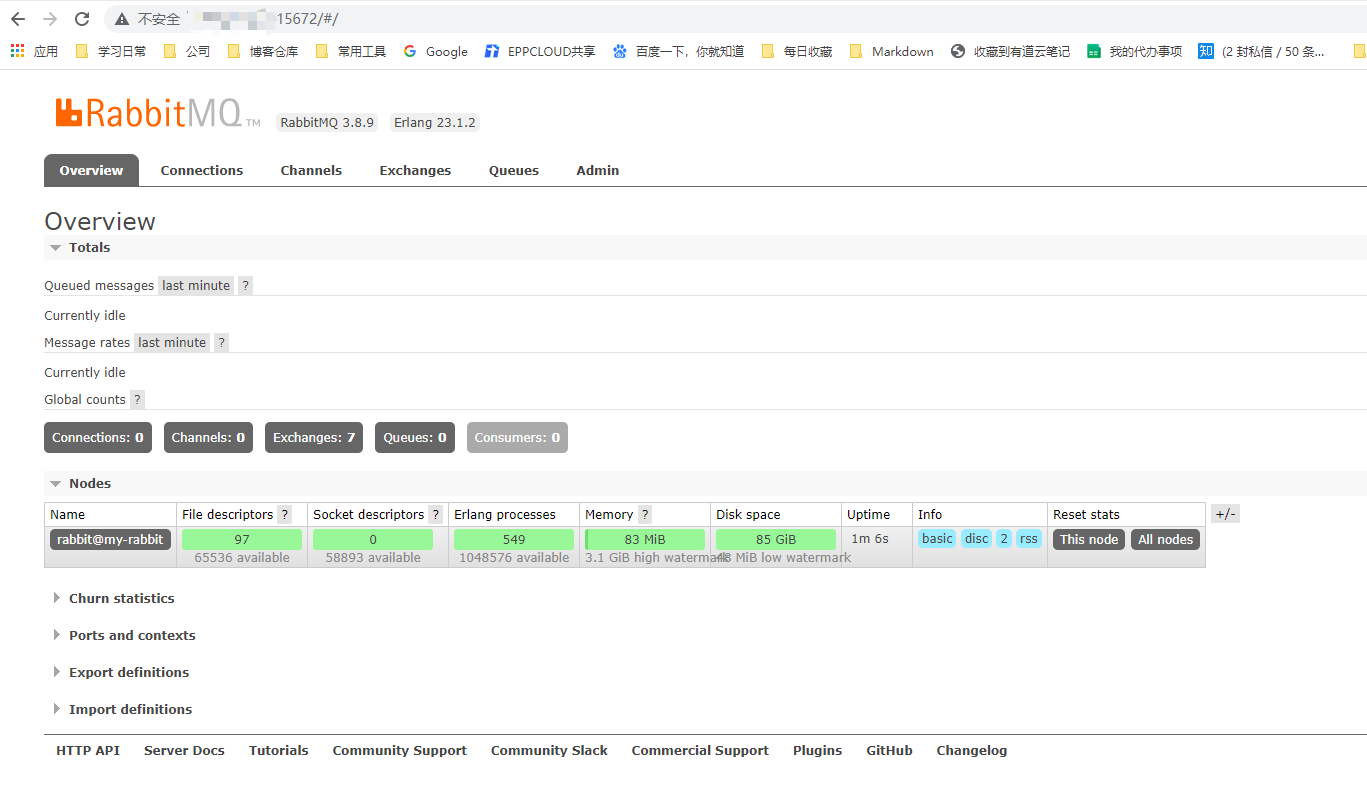 不安全 15672/#/
应用 学习日常 公司 博客仓库 常用工具 Google EPPCLOUD共享 百度一下，你就知道 每日收藏 Markdown 收藏到有道云笔记 我的代办事项 知 (2 封私信 / 50 条...
RabbitMQ TM RabbitMQ 3.8.9 Erlang 23.1.2
Overview Connections Channels Exchanges Queues Admin
Overview
Totals
Queued messages last minute ?
Currently idle
Message rates last minute ?
Currently idle
Global counts ?
Connections: 0 Channels: 0 Exchanges: 7 Queues: 0 Consumers: 0
Nodes
Name File descriptors ? Socket descriptors ? Erlang processes Memory ? Disk space Uptime Info Reset stats +/-
rabbit@my-rabbit 97 0 549 83 MiB 85 GiB 1m 6s basic disc 2 rss This node All nodes
65536 available 58893 available 1048576 available 3.1 GiB high watermark 48 MiB low watermark
Churn statistics
Ports and contexts
Export definitions
Import definitions
HTTP API Server Docs Tutorials Community Support Community Slack Commercial Support Plugins GitHub Changelog